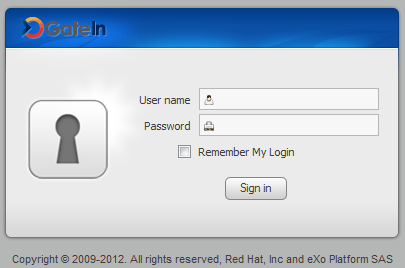 GateIn
User name
Password
Remember My Login
Sign in
Copyright © 2009-2012. All rights reserved, Red Hat, Inc and eXo Platform SAS